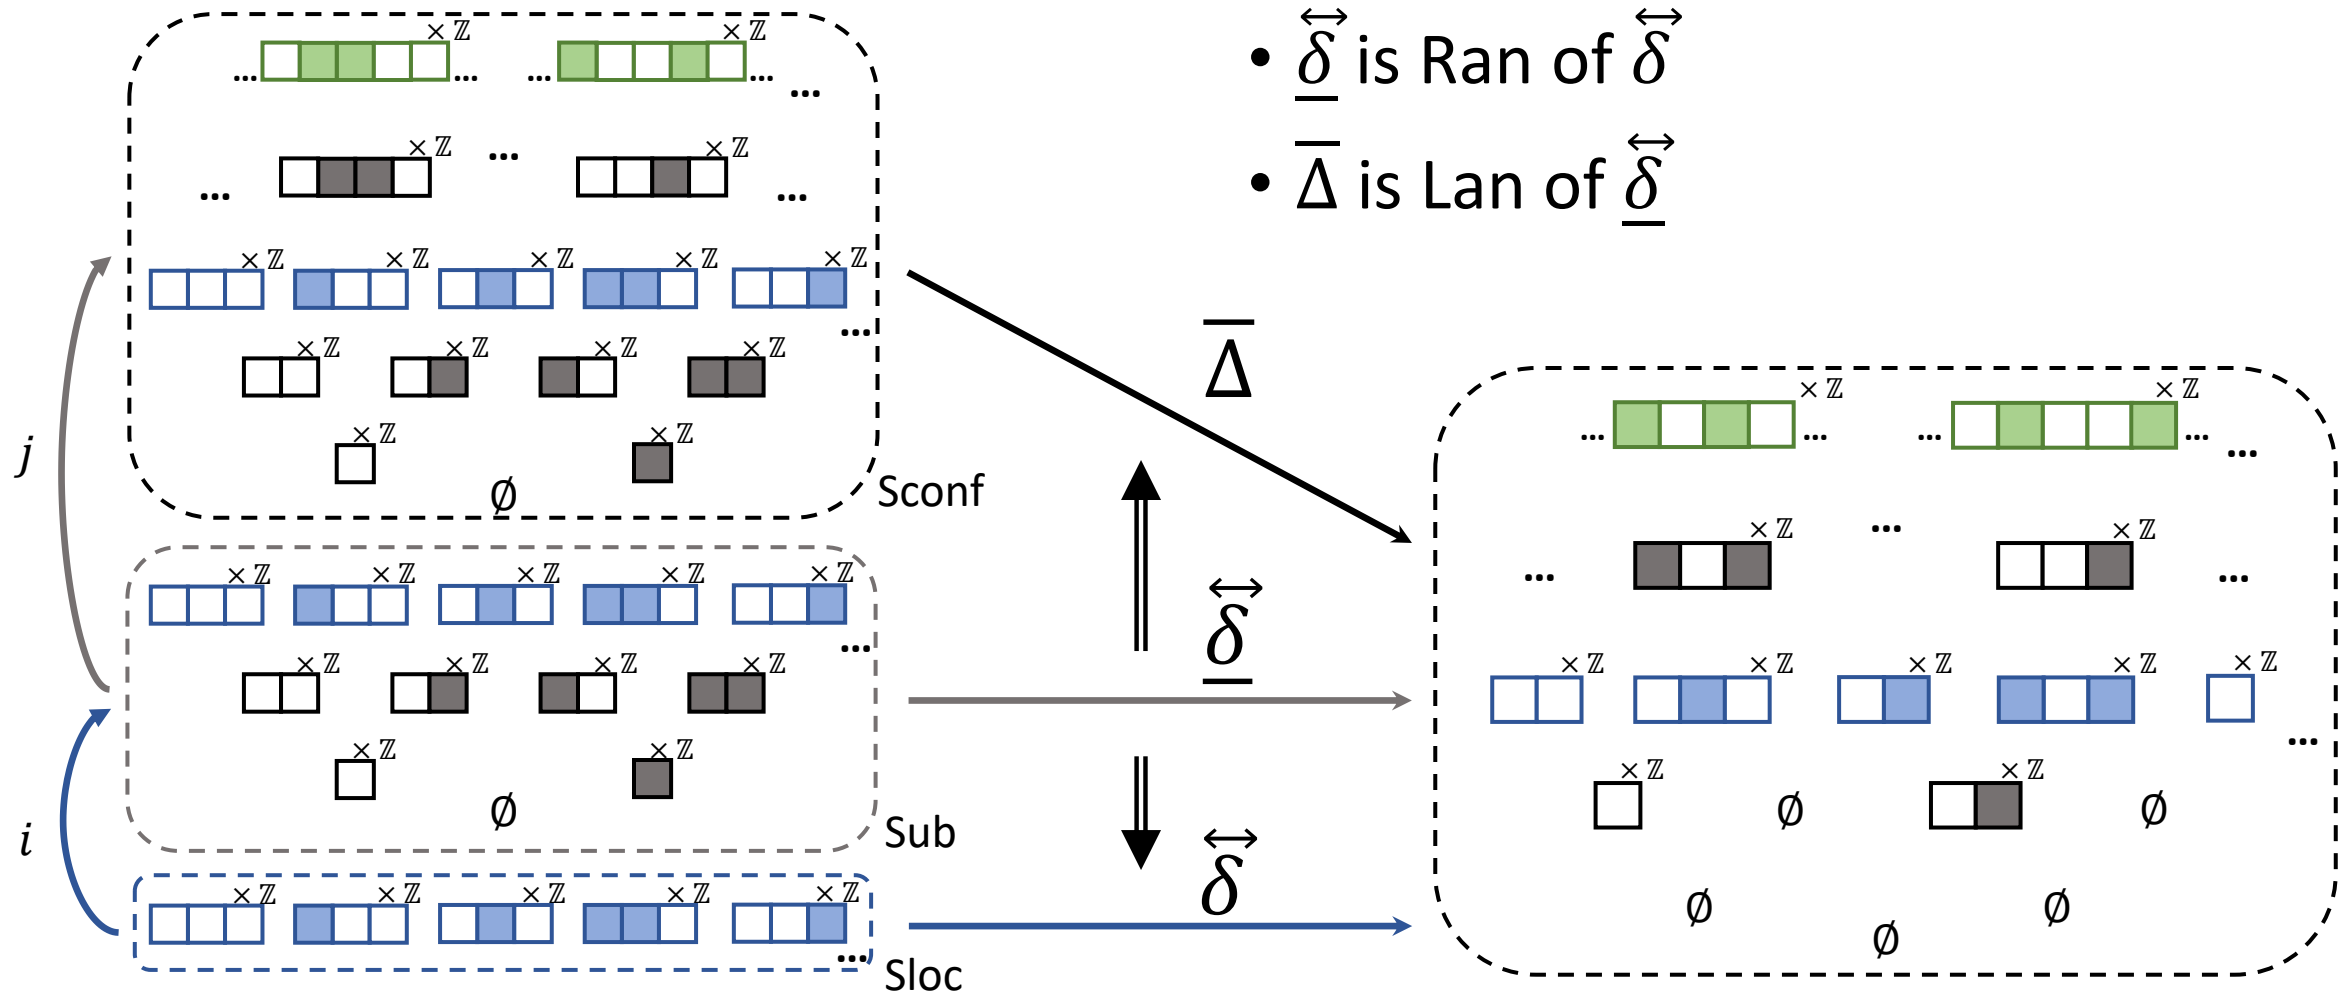 • δ̲⃡ is Ran of δ⃡
• Δ̅ is Lan of δ̲⃡
× ℤ × ℤ
... ... ... ... ...
× ℤ ... × ℤ
... ...
× ℤ × ℤ × ℤ × ℤ × ℤ
...
× ℤ × ℤ × ℤ × ℤ
× ℤ × ℤ
∅
Sconf
j
× ℤ × ℤ × ℤ × ℤ × ℤ
...
× ℤ × ℤ × ℤ × ℤ
× ℤ × ℤ
∅
Sub
i
× ℤ × ℤ × ℤ × ℤ × ℤ
...
Sloc
Δ̅
δ̲⃡
δ⃡
× ℤ × ℤ
... ... ... ... ...
× ℤ ... × ℤ
... ...
× ℤ × ℤ × ℤ × ℤ × ℤ
...
× ℤ ∅ × ℤ ∅
∅ ∅
∅